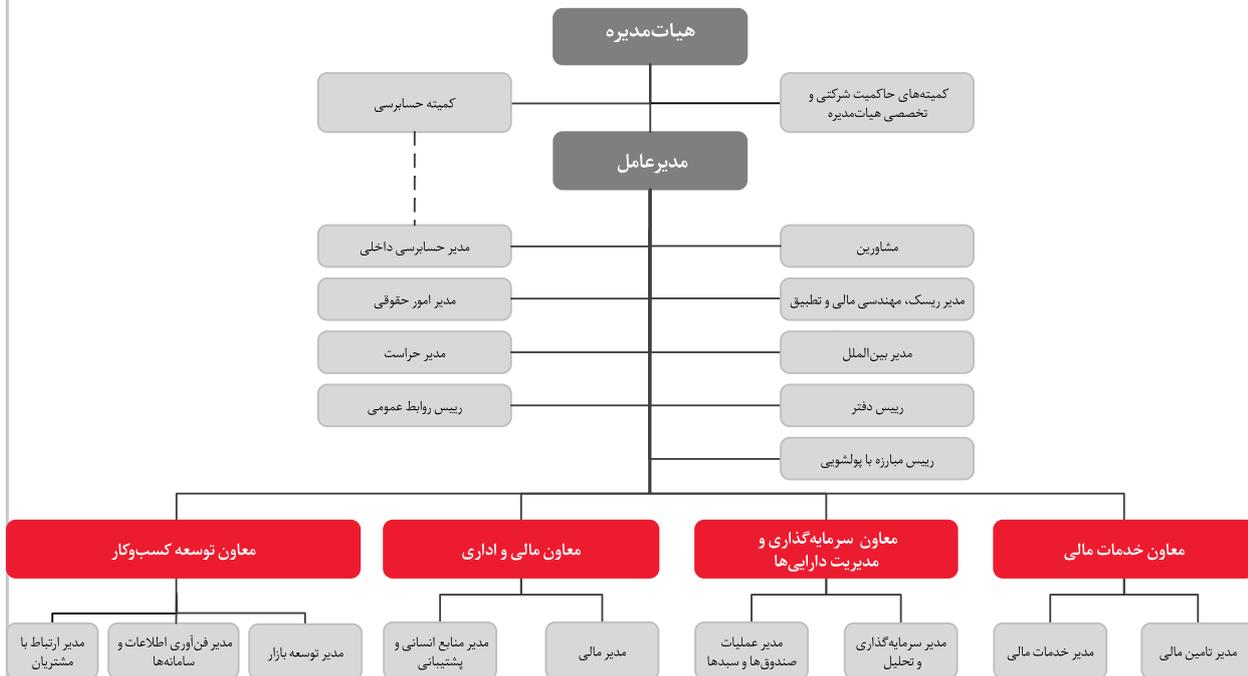 هیات‌مدیره
کمیته‌های حاکمیت شرکتی و
تخصصی هیات‌مدیره
کمیته حسابرسی
مدیرعامل
مشاورین
مدیر حسابرسی داخلی
مدیر ریسک، مهندسی مالی و تطبیق
مدیر امور حقوقی
مدیر بین‌الملل
مدیر حراست
رییس دفتر
رییس روابط عمومی
رییس مبارزه با پولشویی
معاون خدمات مالی
معاون سرمایه‌گذاری و
مدیریت دارایی‌ها
معاون مالی و اداری
معاون توسعه کسب‌وکار
مدیر تامین مالی
مدیر خدمات مالی
مدیر سرمایه‌گذاری
و تحلیل
مدیر عملیات
صندوق‌ها و سبدها
مدیر مالی
مدیر منابع انسانی و
پشتیبانی
مدیر توسعه بازار
مدیر فن‌آوری اطلاعات و
سامانه‌ها
مدیر ارتباط با
مشتریان